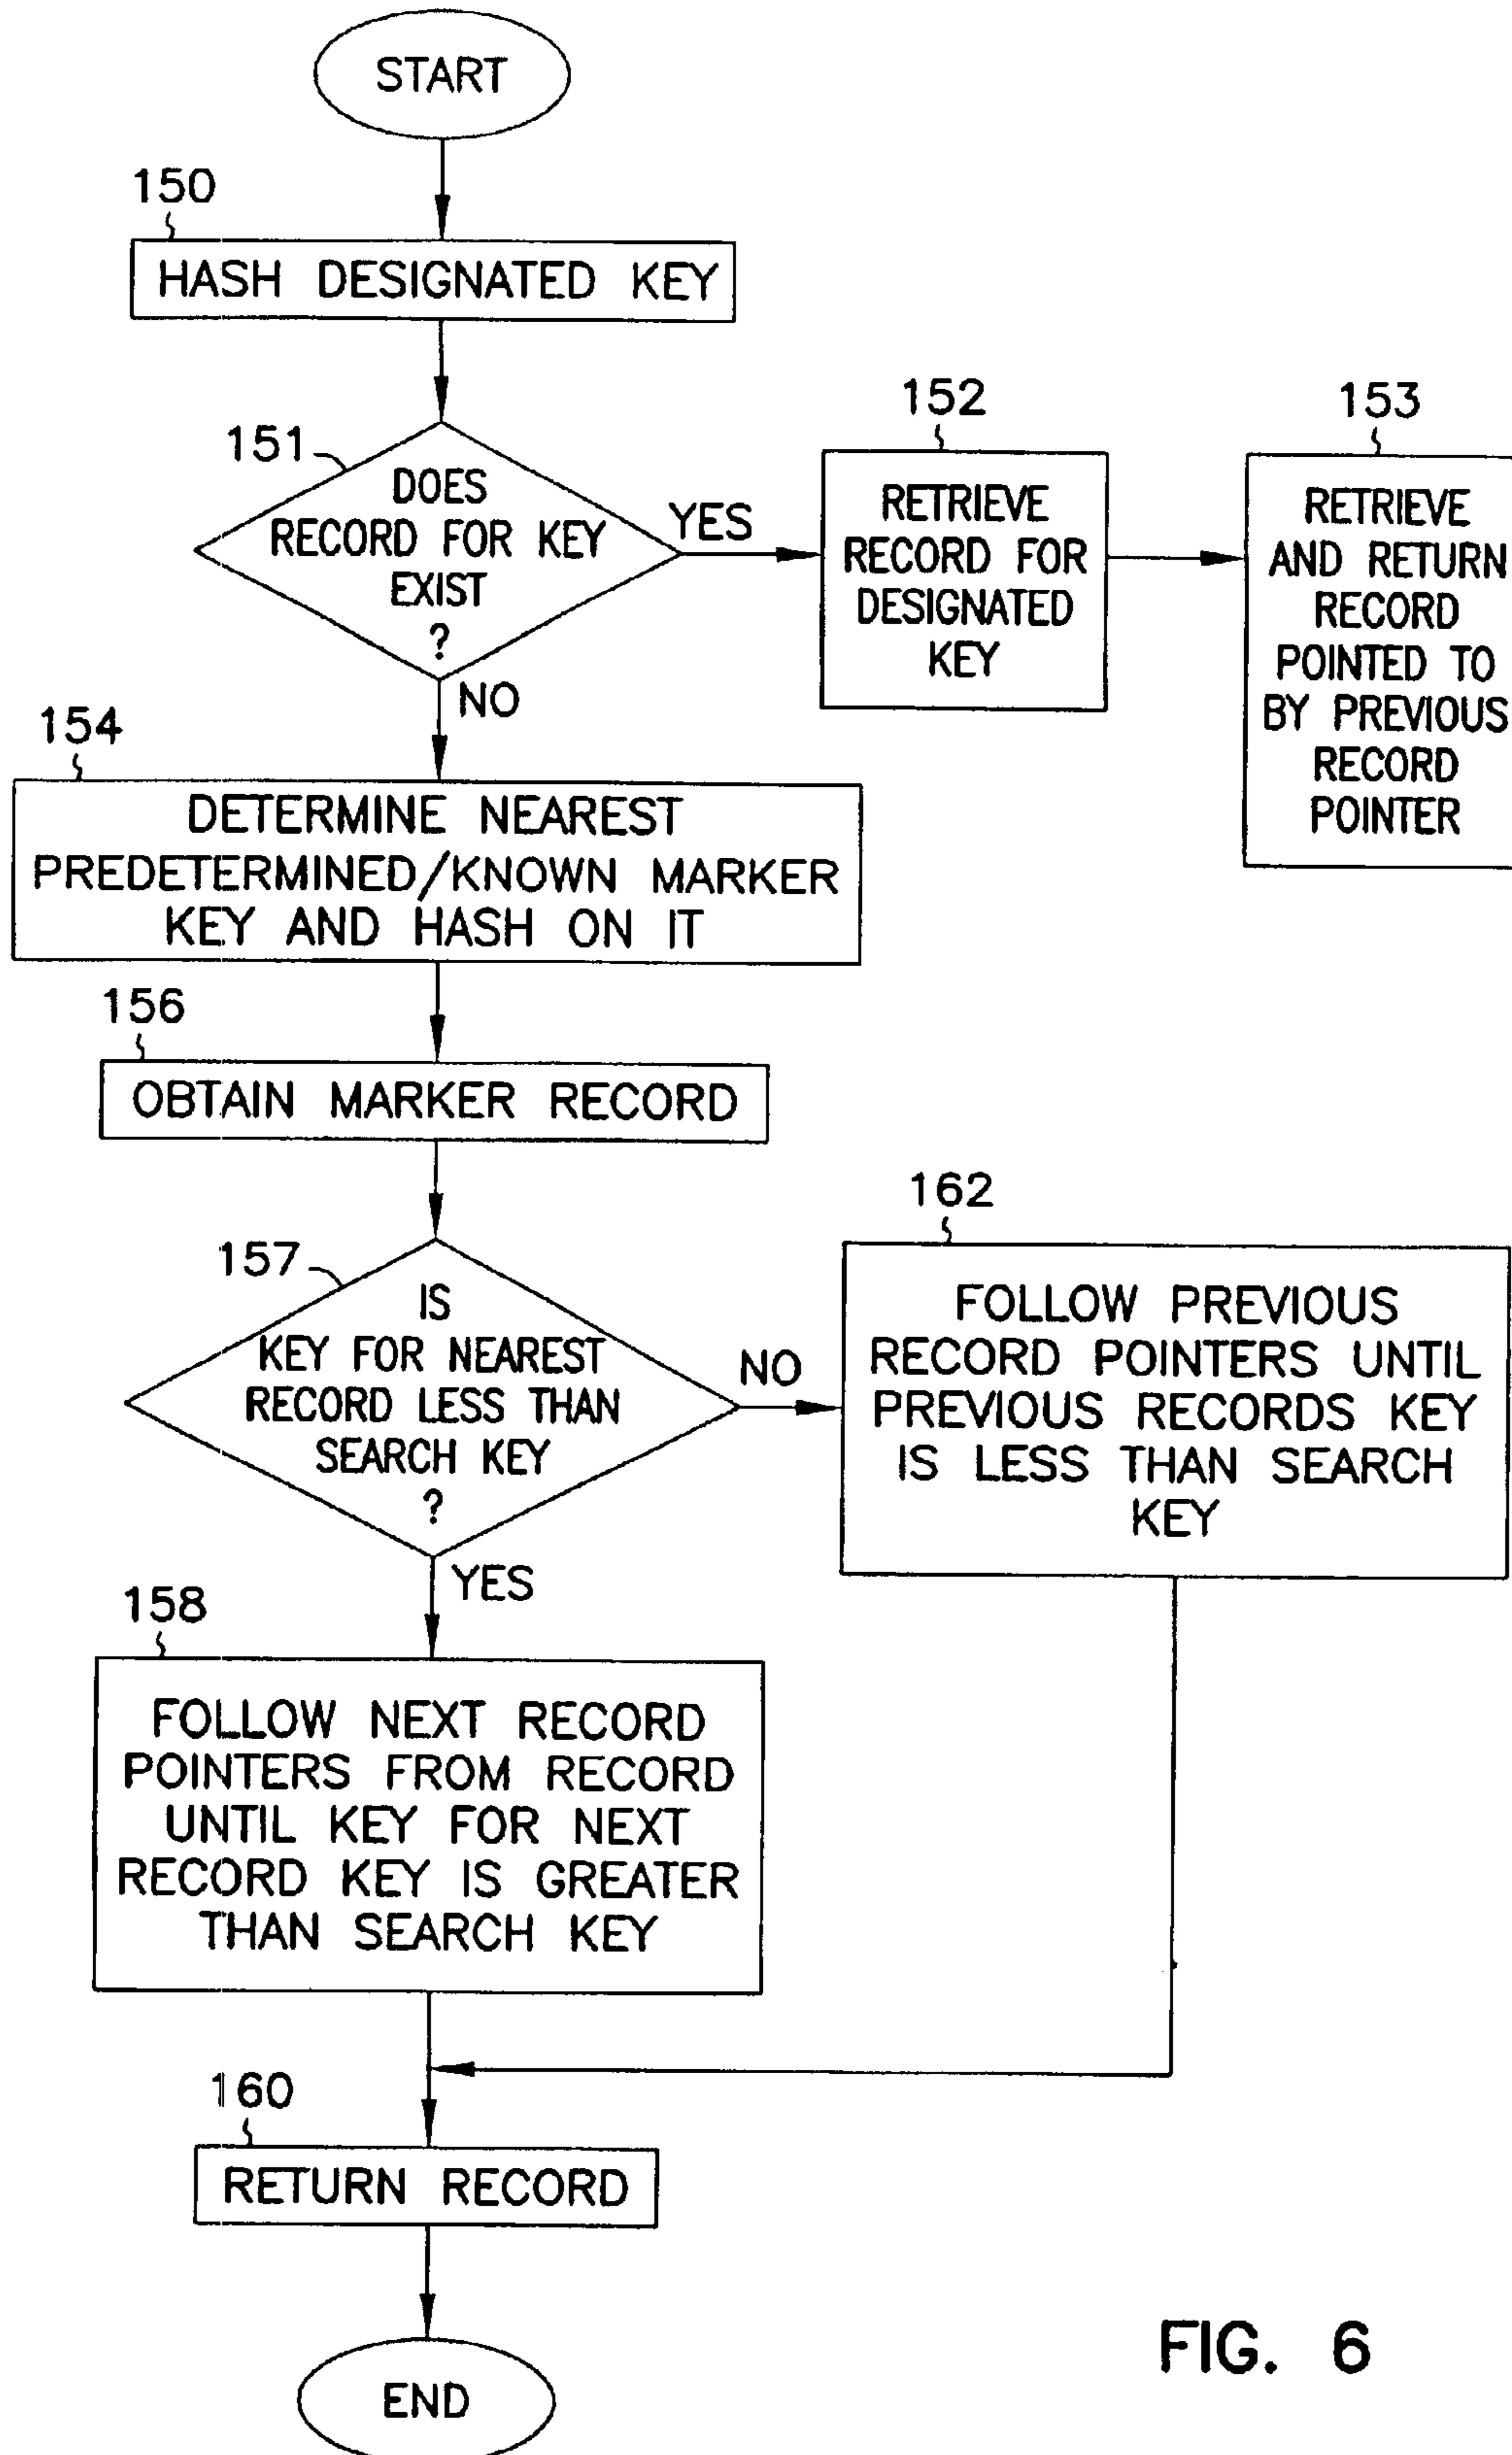 START
150
HASH DESIGNATED KEY
151
DOES
RECORD FOR KEY
EXIST
?
YES
152
RETRIEVE
RECORD FOR
DESIGNATED
KEY
153
RETRIEVE
AND RETURN
RECORD
POINTED TO
BY PREVIOUS
RECORD
POINTER
NO
154
DETERMINE NEAREST
PREDETERMINED/KNOWN MARKER
KEY AND HASH ON IT
156
OBTAIN MARKER RECORD
157
IS
KEY FOR NEAREST
RECORD LESS THAN
SEARCH KEY
?
NO
162
FOLLOW PREVIOUS
RECORD POINTERS UNTIL
PREVIOUS RECORDS KEY
IS LESS THAN SEARCH
KEY
YES
158
FOLLOW NEXT RECORD
POINTERS FROM RECORD
UNTIL KEY FOR NEXT
RECORD KEY IS GREATER
THAN SEARCH KEY
160
RETURN RECORD
END
FIG. 6